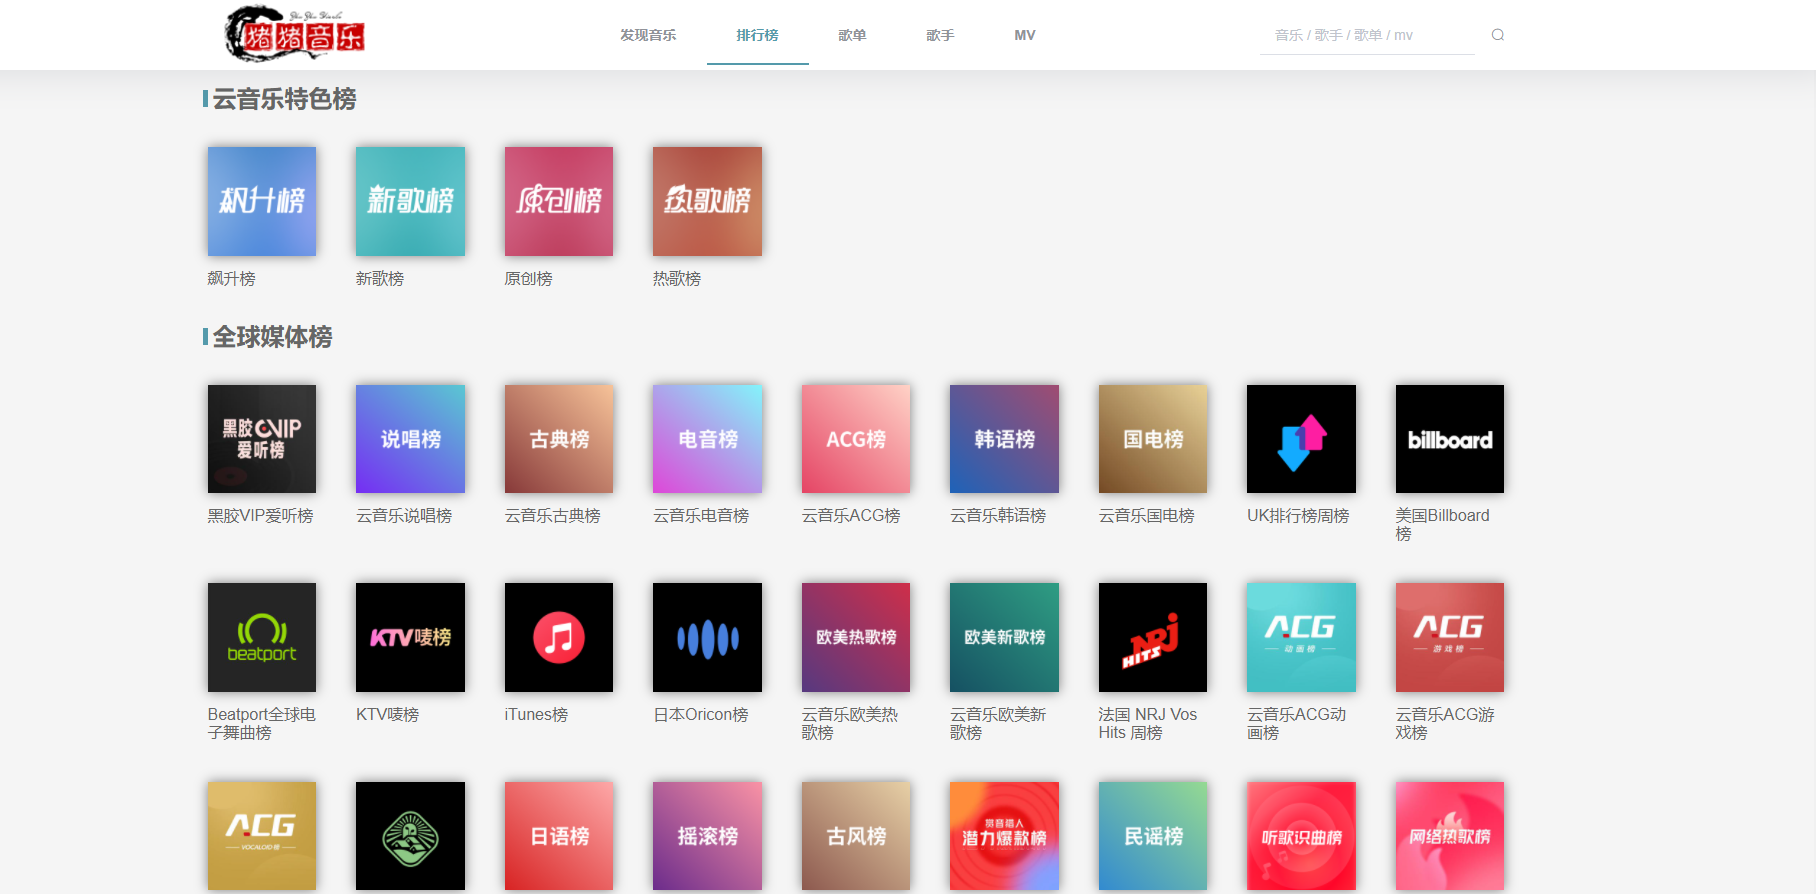 猪猪音乐
发现音乐
排行榜
歌单
歌手
MV
音乐 / 歌手 / 歌单 / mv
云音乐特色榜
飙升榜
新歌榜
原创榜
热歌榜
飙升榜
新歌榜
原创榜
热歌榜
全球媒体榜
黑胶VIP
爱听榜
说唱榜
古典榜
电音榜
ACG榜
韩语榜
国电榜
billboard
黑胶VIP爱听榜
云音乐说唱榜
云音乐古典榜
云音乐电音榜
云音乐ACG榜
云音乐韩语榜
云音乐国电榜
UK排行榜周榜
美国Billboard
榜
beatport
KTV唛榜
欧美热歌榜
欧美新歌榜
NRJ
HITS
ACG
动画榜
ACG
游戏榜
Beatport全球电
子舞曲榜
KTV唛榜
iTunes榜
日本Oricon榜
云音乐欧美热
歌榜
云音乐欧美新
歌榜
法国 NRJ Vos
Hits 周榜
云音乐ACG动
画榜
云音乐ACG游
戏榜
ACG
VOCALOID榜
日语榜
摇滚榜
古风榜
赏音猎人
潜力爆款榜
民谣榜
听歌识曲榜
网络热歌榜